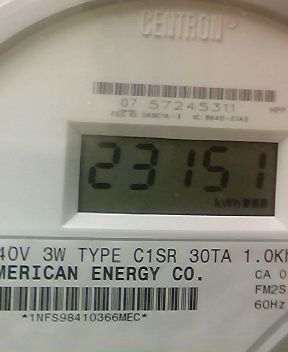 CENTRON®
07 57245311
23151
kWh
40V 3W TYPE C1SR 30TA 1.0Kh
MERICAN ENERGY CO.
CA 0
FM2S
60Hz
*1NFS98410366MEC*